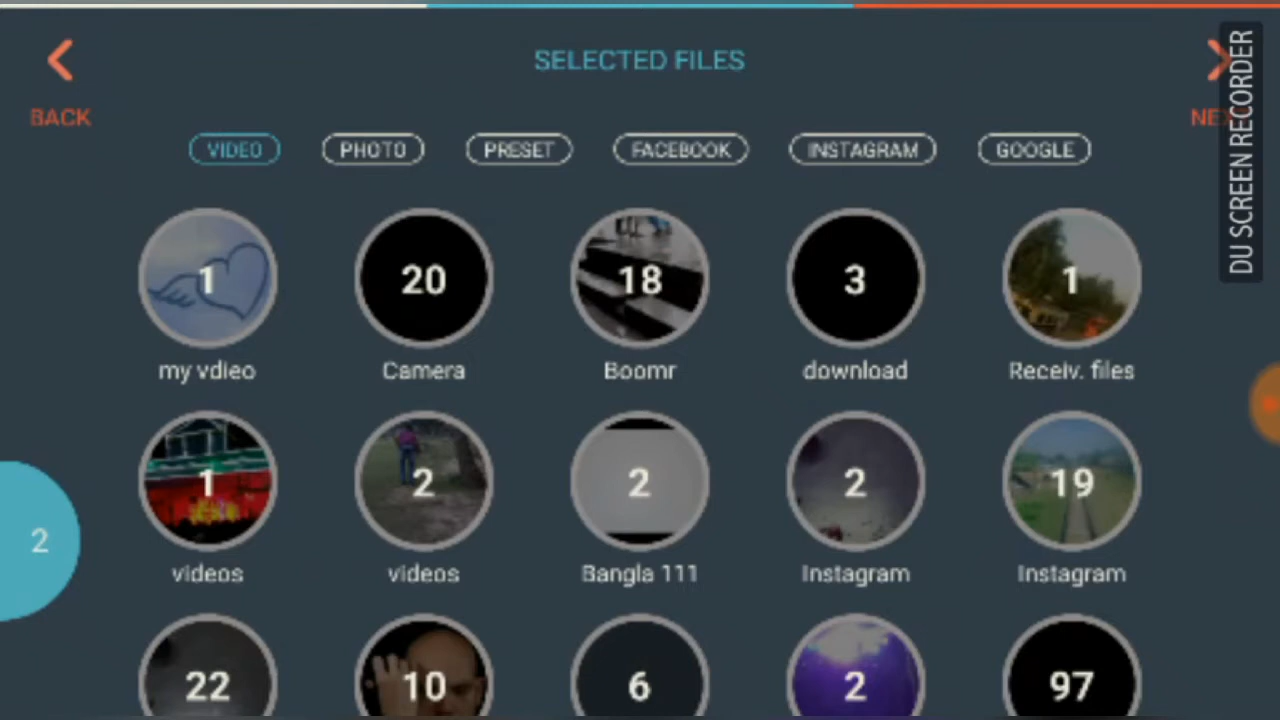 SELECTED FILES
BACK
NEX
DU SCREEN RECORDER
VIDEO
PHOTO
PRESET
FACEBOOK
INSTAGRAM
GOOGLE
1
20
18
3
1
my vdieo
Camera
Boomr
download
Receiv. files
1
2
2
2
19
2
videos
videos
Bangla 111
Instagram
Instagram
22
10
6
2
97